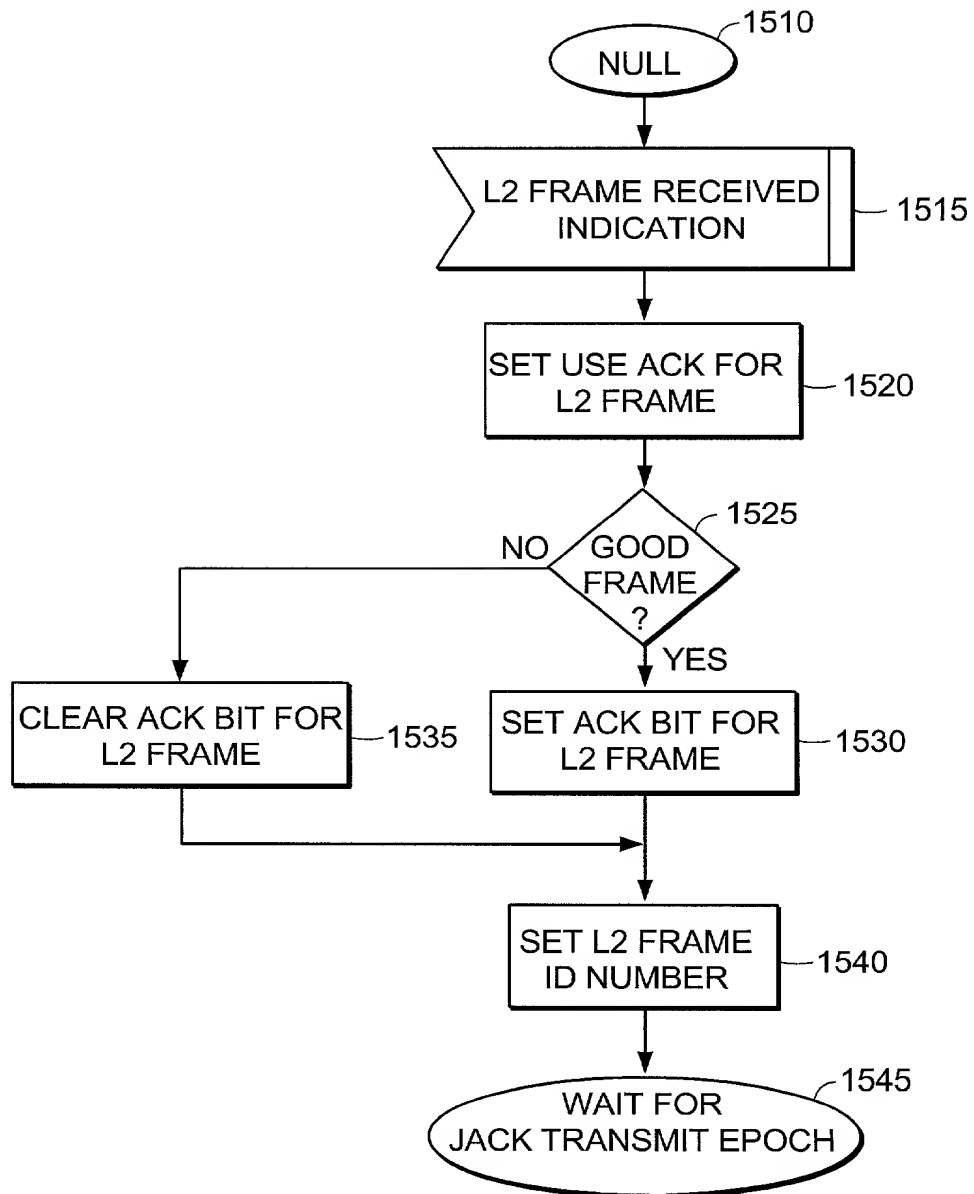 1510
NULL
L2 FRAME RECEIVED
INDICATION
1515
SET USE ACK FOR
L2 FRAME
1520
1525
NO
GOOD
FRAME
?
YES
CLEAR ACK BIT FOR
L2 FRAME
1535
SET ACK BIT FOR
L2 FRAME
1530
SET L2 FRAME
ID NUMBER
1540
1545
WAIT FOR
JACK TRANSMIT EPOCH